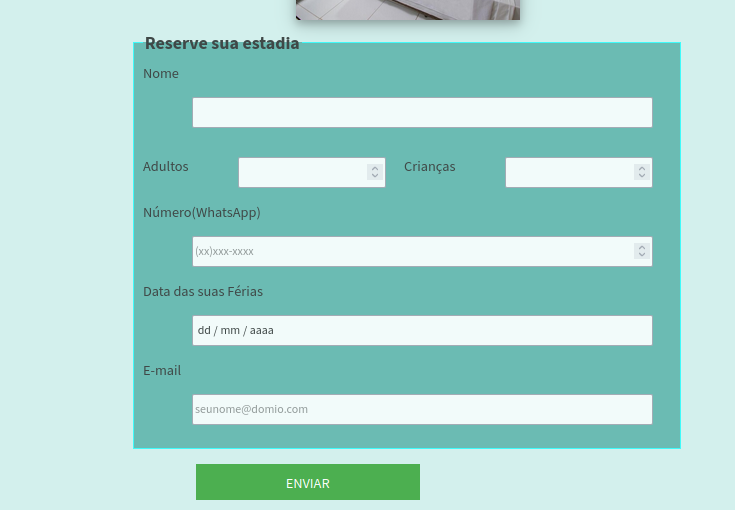 Reserve sua estadia
Nome
Adultos Crianças
Número(WhatsApp)
(xx)xxx-xxxx
Data das suas Férias
dd / mm / aaaa
E-mail
seunome@domio.com
ENVIAR